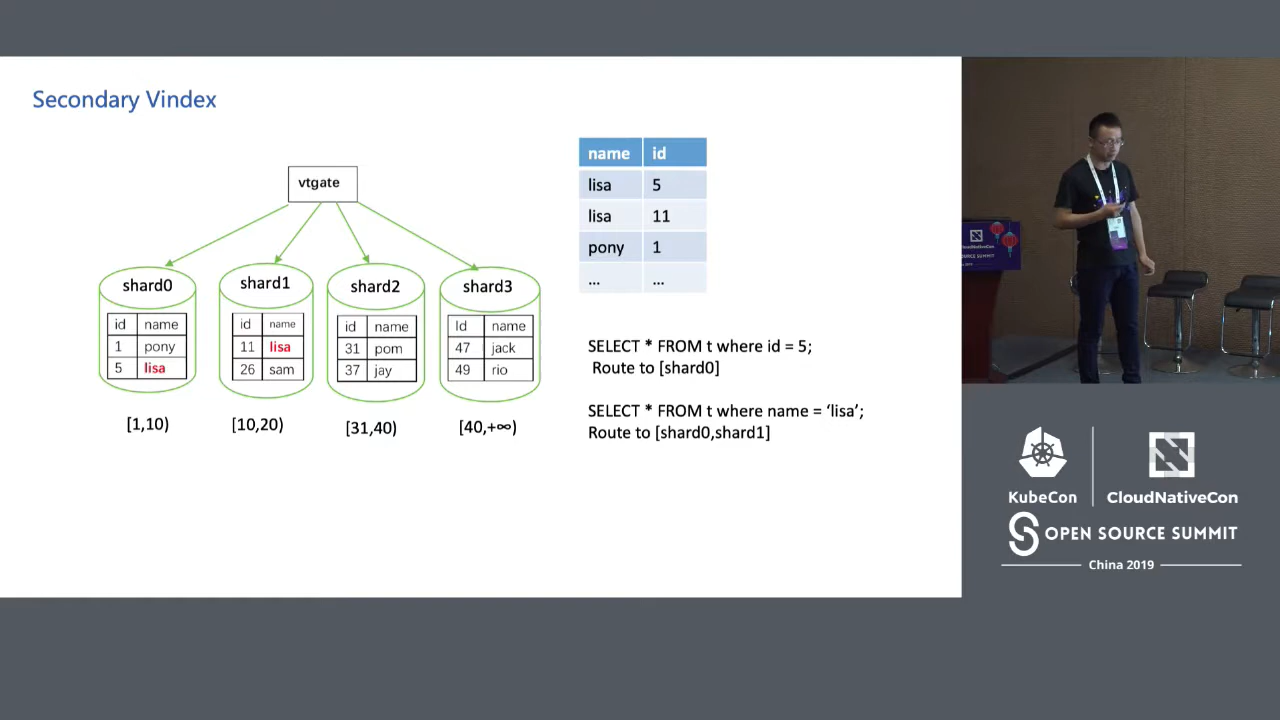 Secondary Vindex
vtgate
shard0
id name
1 pony
5 lisa
[1,10)
shard1
id name
11 lisa
26 sam
[10,20)
shard2
id name
31 pom
37 jay
[31,40)
shard3
Id name
47 jack
49 rio
[40,+∞)
name id
lisa 5
lisa 11
pony 1
... ...
SELECT * FROM t where id = 5;
Route to [shard0]
SELECT * FROM t where name = ‘lisa’;
Route to [shard0,shard1]
CloudNativeCon
SOURCE SUMMIT
KubeCon
CloudNativeCon
OPEN SOURCE SUMMIT
China 2019